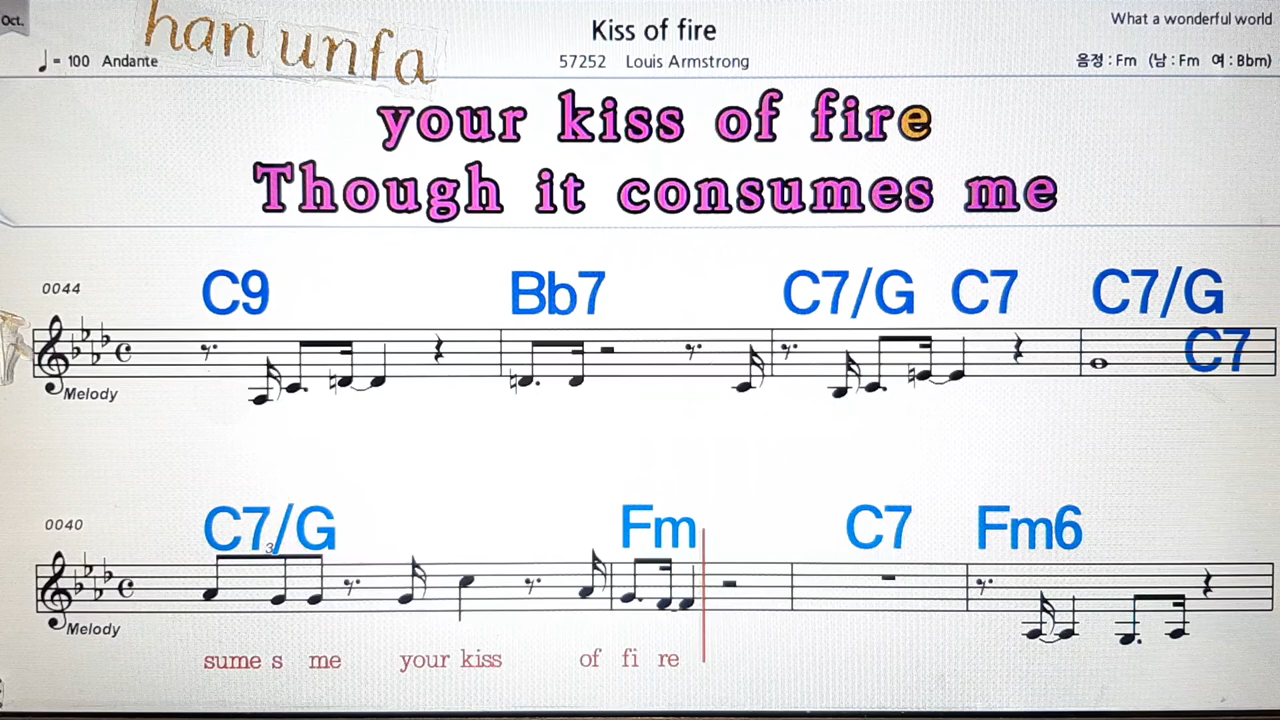 Oct.
han unfa
Kiss of fire
What a wonderful world
♩= 100 Andante
57252 Louis Armstrong
음정 : Fm (남 : Fm 여 : Bbm)
your kiss of fire
Though it consumes me
0044
C9 Bb7 C7/G C7 C7/G
C7
Melody
0040
C7/G Fm C7 Fm6
3
Melody
sume s me your kiss of fi re